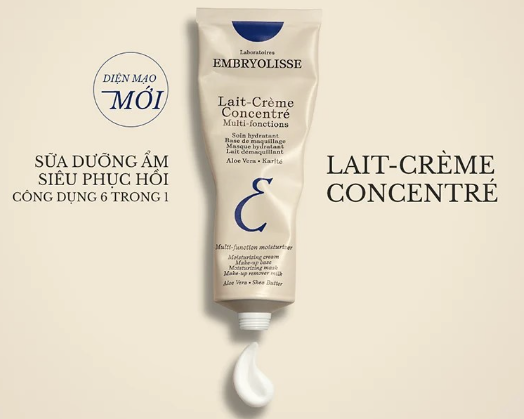 DIỆN MẠO
MỚI
SỮA DƯỠNG ẨM
SIÊU PHỤC HỒI
CÔNG DỤNG 6 TRONG 1
Laboratoires
EMBRYOLISSE
Lait-Crème
Concentré
Multi-fonctions
Soin hydratant
Base de maquillage
Masque hydratant
Lait démaquillant
Aloe Vera • Karité
E
Multi-function moisturizer
Moisturizing cream
Make-up base
Moisturizing mask
Make-up remover milk
Aloe Vera • Shea Butter
LAIT-CRÈME
CONCENTRÉ